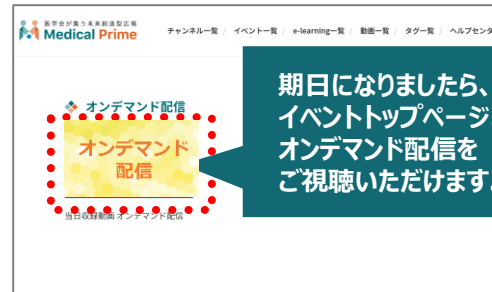 医学会が集う未来創造型広場
Medical Prime
チャンネル一覧 / イベント一覧 / e-learning一覧 / 動画一覧 / タグ一覧 / ヘルプセンタ
オンデマンド配信
オンデマンド
配信
当日収録動画 オンデマンド配信
期日になりましたら、
イベントトップページ
オンデマンド配信を
ご視聴いただけます。